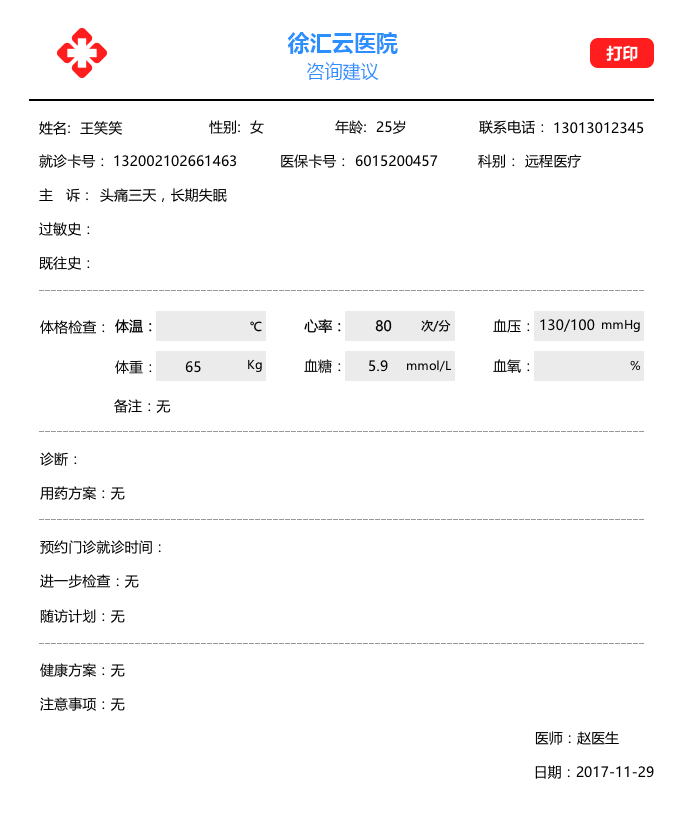 徐汇云医院
咨询建议
打印
姓名: 王笑笑 性别: 女 年龄: 25岁 联系电话： 13013012345
就诊卡号： 132002102661463 医保卡号： 6015200457 科别： 远程医疗
主 诉： 头痛三天，长期失眠
过敏史：
既往史：
体格检查： 体温： ℃ 心率： 80 次/分 血压： 130/100 mmHg
体重： 65 Kg 血糖： 5.9 mmol/L 血氧： %
备注：无
诊断：
用药方案：无
预约门诊就诊时间：
进一步检查：无
随访计划：无
健康方案：无
注意事项：无
医师：赵医生
日期：2017-11-29